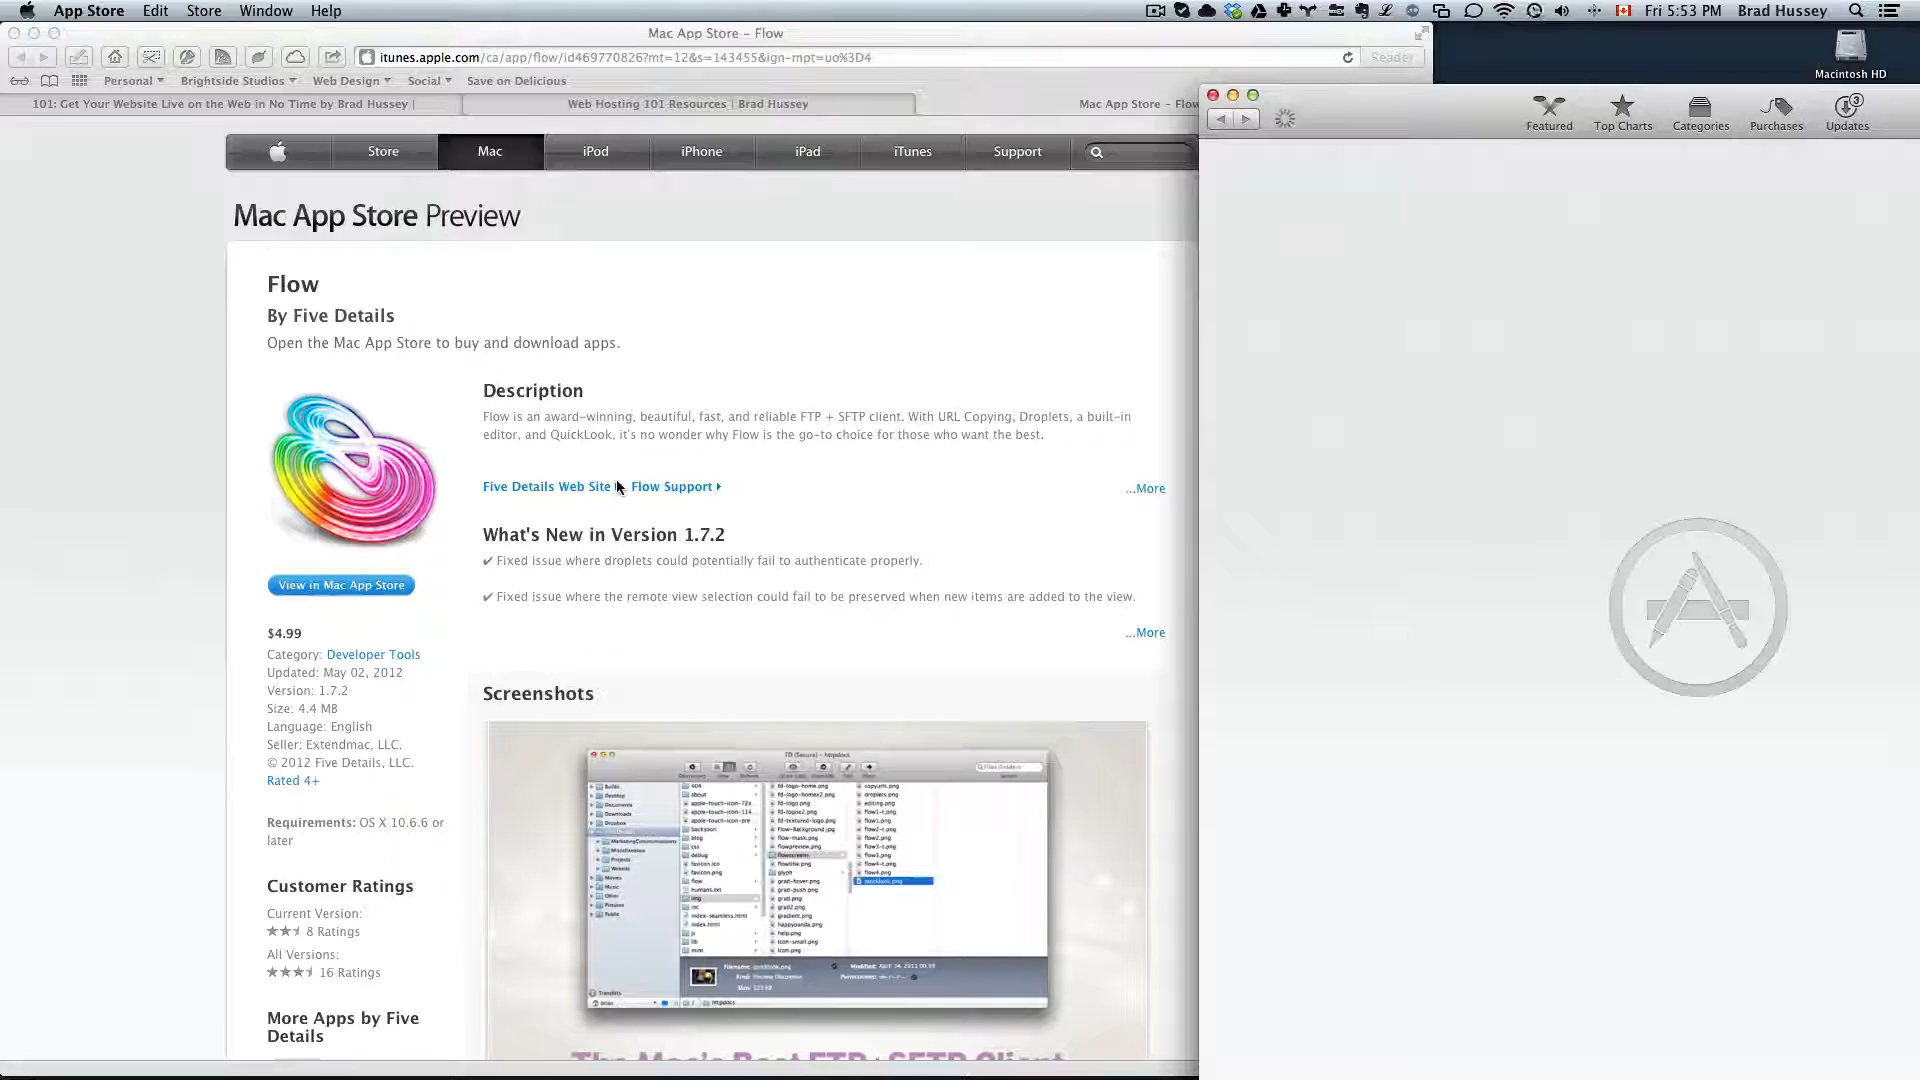 App Store Edit Store Window Help
Fri 5:53 PM Brad Hussey
Mac App Store – Flow
itunes.apple.com/ca/app/flow/id469770826?mt=12&s=143455&ign-mpt=uo%3D4
Reader
Personal Brightside Studios Web Design Social Save on Delicious
101: Get Your Website Live on the Web in No Time by Brad Hussey |
Web Hosting 101 Resources | Brad Hussey
Mac App Store – Flow
Macintosh HD
Featured Top Charts Categories Purchases Updates
3
Store Mac iPod iPhone iPad iTunes Support
Mac App Store Preview
Flow
By Five Details
Open the Mac App Store to buy and download apps.
Description
Flow is an award-winning, beautiful, fast, and reliable FTP + SFTP client. With URL Copying, Droplets, a built-in
editor, and QuickLook, it's no wonder why Flow is the go-to choice for those who want the best.
Five Details Web Site Flow Support
...More
What's New in Version 1.7.2
✔ Fixed issue where droplets could potentially fail to authenticate properly.
✔ Fixed issue where the remote view selection could fail to be preserved when new items are added to the view.
...More
View in Mac App Store
$4.99
Category: Developer Tools
Updated: May 02, 2012
Version: 1.7.2
Size: 4.4 MB
Language: English
Seller: Extendmac, LLC.
© 2012 Five Details, LLC.
Rated 4+
Requirements: OS X 10.6.6 or
later
Customer Ratings
Current Version:
8 Ratings
All Versions:
16 Ratings
More Apps by Five
Details
Screenshots
The Mac's Best FTP+SFTP Client